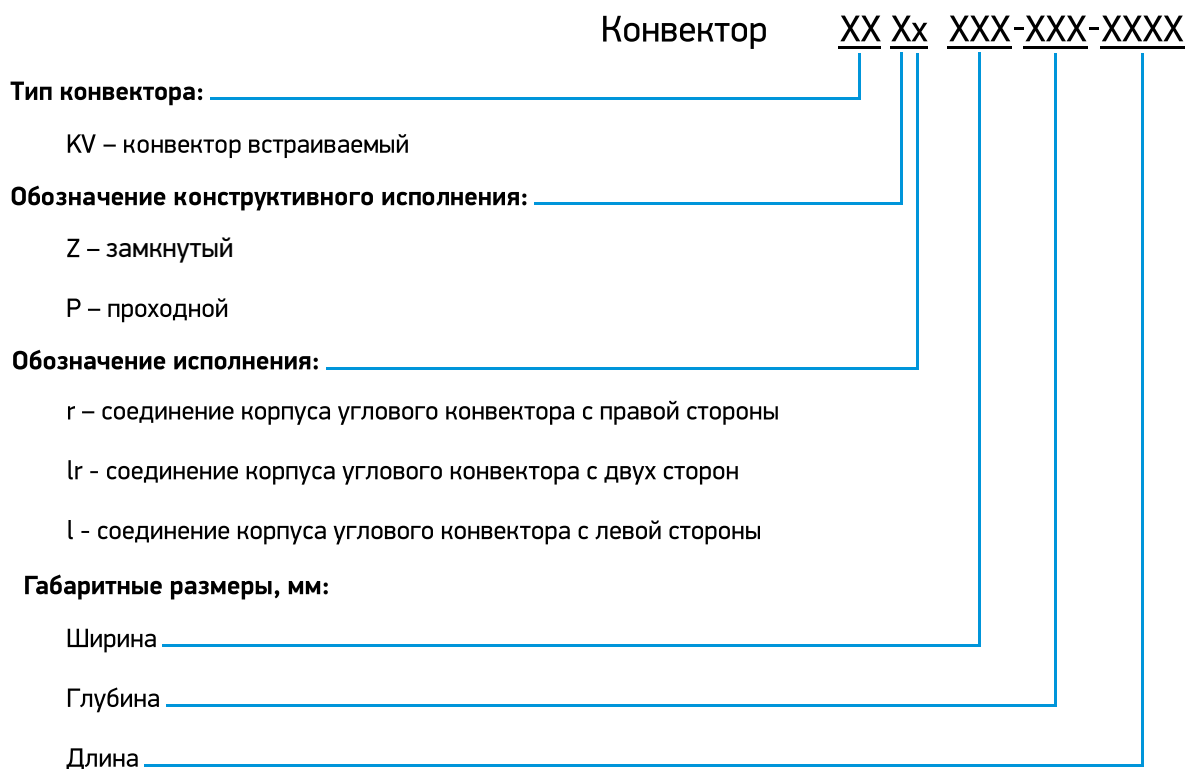 Конвектор XX Xx XXX-XXX-XXXX
Тип конвектора:
KV – конвектор встраиваемый
Обозначение конструктивного исполнения:
Z – замкнутый
P – проходной
Обозначение исполнения:
r – соединение корпуса углового конвектора с правой стороны
lr - соединение корпуса углового конвектора с двух сторон
l - соединение корпуса углового конвектора с левой стороны
Габаритные размеры, мм:
Ширина
Глубина
Длина